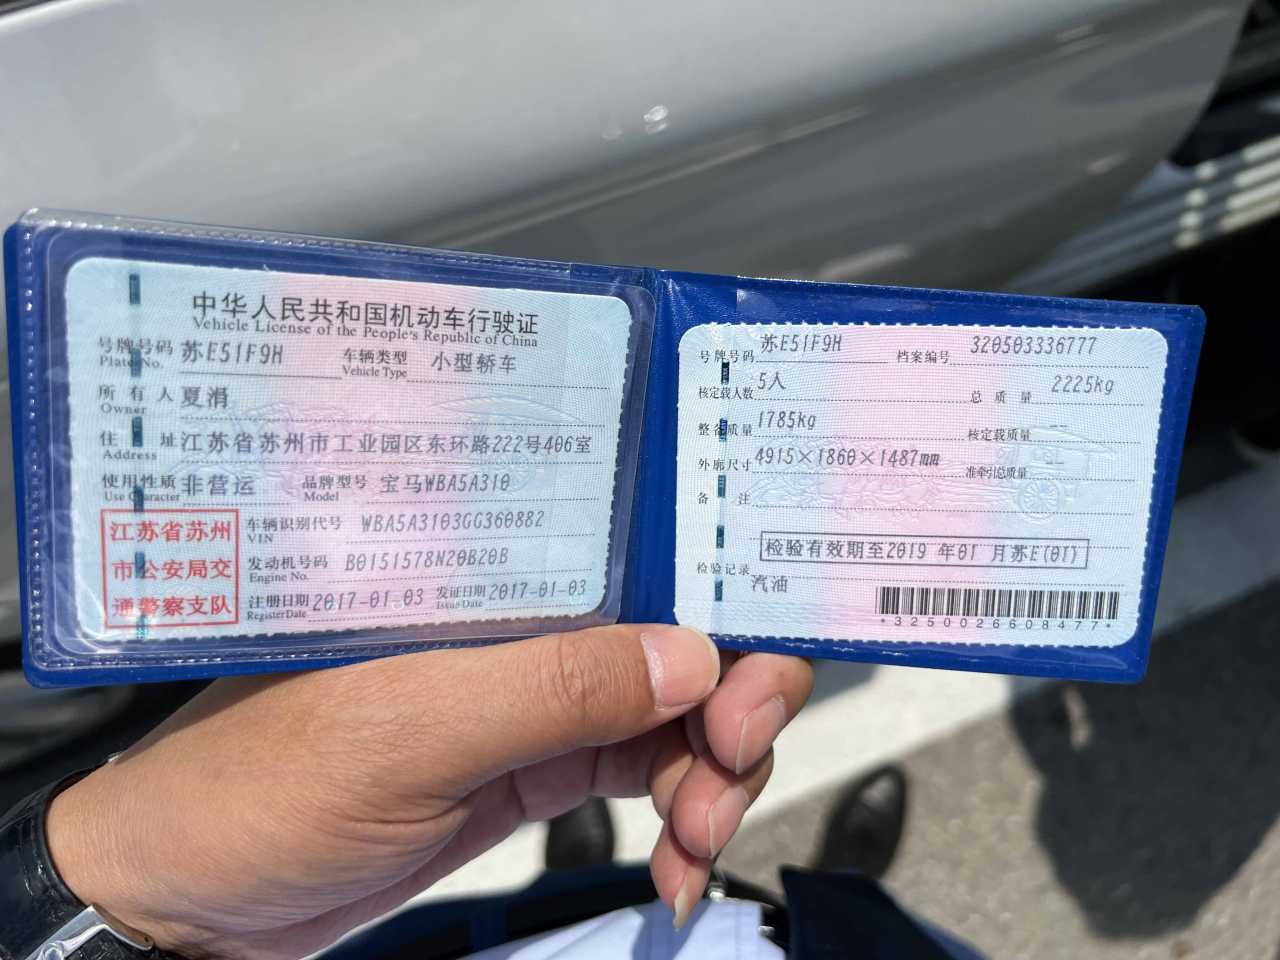 中华人民共和国机动车行驶证
Vehicle License of the People's Republic of China
号牌号码 苏E51F9H 车辆类型 小型轿车
Plate No. Vehicle Type
所有人 夏滑
Owner
住址 江苏省苏州市工业园区东环路222号406室
Address
使用性质 非营运 品牌型号 宝马WBA5A310
Use Character Model
江苏省苏州
市公安局交
通警察支队
车辆识别代号 WBA5A3103GG360882
VIN
发动机号码 B0151578N20B20B
Engine No.
注册日期 2017-01-03 发证日期 2017-01-03
Register Date Issue Date
号牌号码 苏E51F9H 档案编号 320503336777
核定载人数 5人 总质量 2225kg
整备质量 1785kg 核定载质量 --
外廓尺寸 4915×1860×1487mm 准牵引总质量 --
备注
检验有效期至2019年01月苏E(01)
检验记录
汽油
*3250026608477*